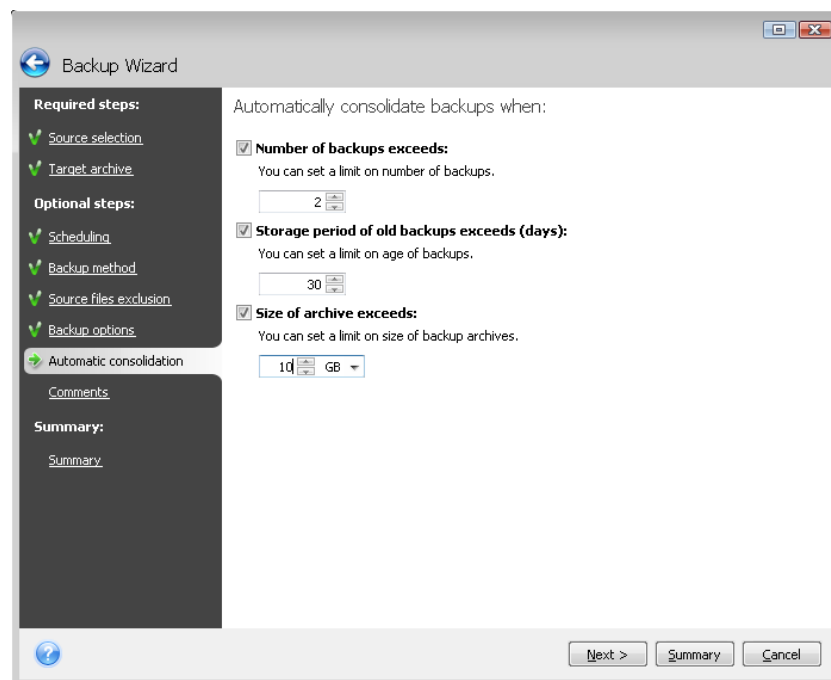 Backup Wizard
Required steps:
Source selection
Target archive
Optional steps:
Scheduling
Backup method
Source files exclusion
Backup options
Automatic consolidation
Comments
Summary:
Summary
Automatically consolidate backups when:
Number of backups exceeds:
You can set a limit on number of backups.
2
Storage period of old backups exceeds (days):
You can set a limit on age of backups.
30
Size of archive exceeds:
You can set a limit on size of backup archives.
10 GB
?
Next > Summary Cancel